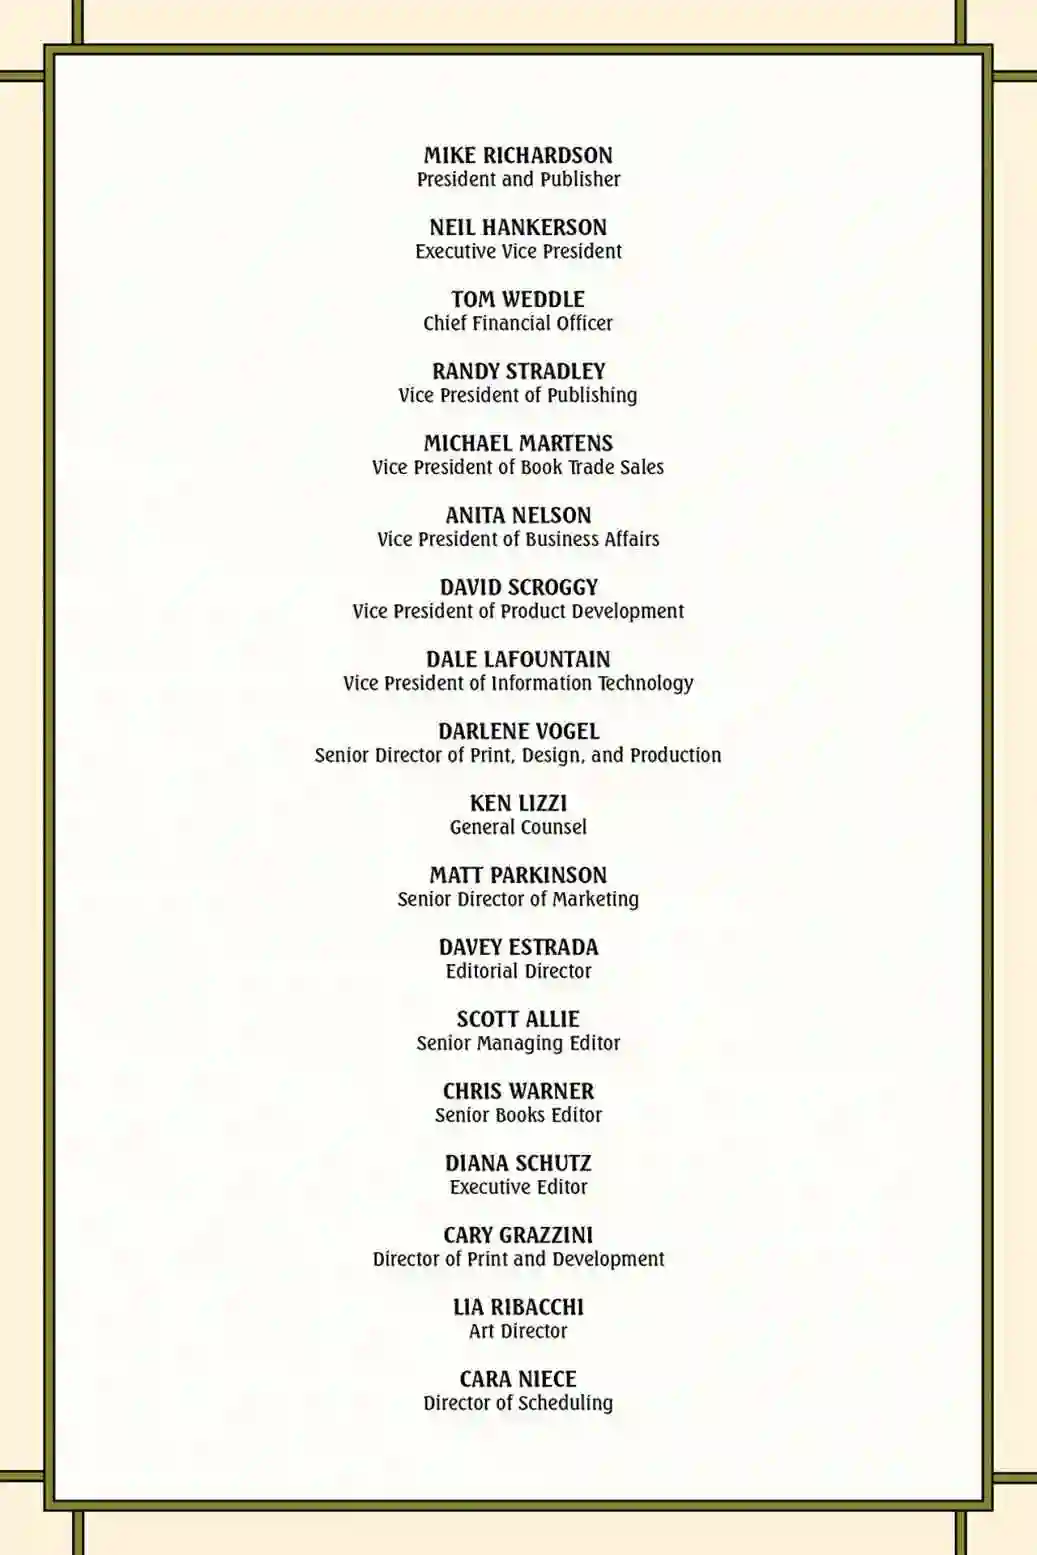 MIKE RICHARDSON
President and Publisher
NEIL HANKERSON
Executive Vice President
TOM WEDDLE
Chief Financial Officer
RANDY STRADLEY
Vice President of Publishing
MICHAEL MARTENS
Vice President of Book Trade Sales
ANITA NELSON
Vice President of Business Affairs
DAVID SCROGGY
Vice President of Product Development
DALE LAFOUNTAIN
Vice President of Information Technology
DARLENE VOGEL
Senior Director of Print, Design, and Production
KEN LIZZI
General Counsel
MATT PARKINSON
Senior Director of Marketing
DAVEY ESTRADA
Editorial Director
SCOTT ALLIE
Senior Managing Editor
CHRIS WARNER
Senior Books Editor
DIANA SCHUTZ
Executive Editor
CARY GRAZZINI
Director of Print and Development
LIA RIBACCHI
Art Director
CARA NIECE
Director of Scheduling